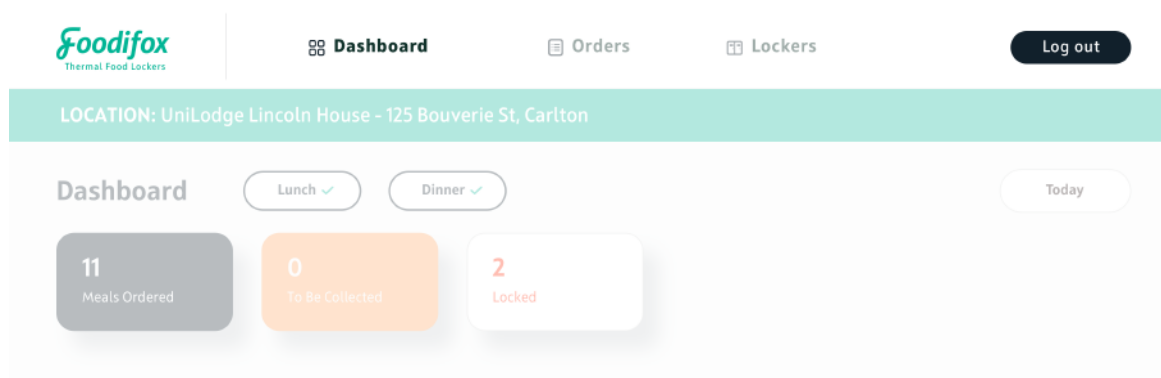 Foodifox
Thermal Food Lockers
Dashboard
Orders
Lockers
Log out
LOCATION: UniLodge Lincoln House - 125 Bouverie St, Carlton
Dashboard
Lunch
Dinner
Today
11
Meals Ordered
0
To Be Collected
2
Locked